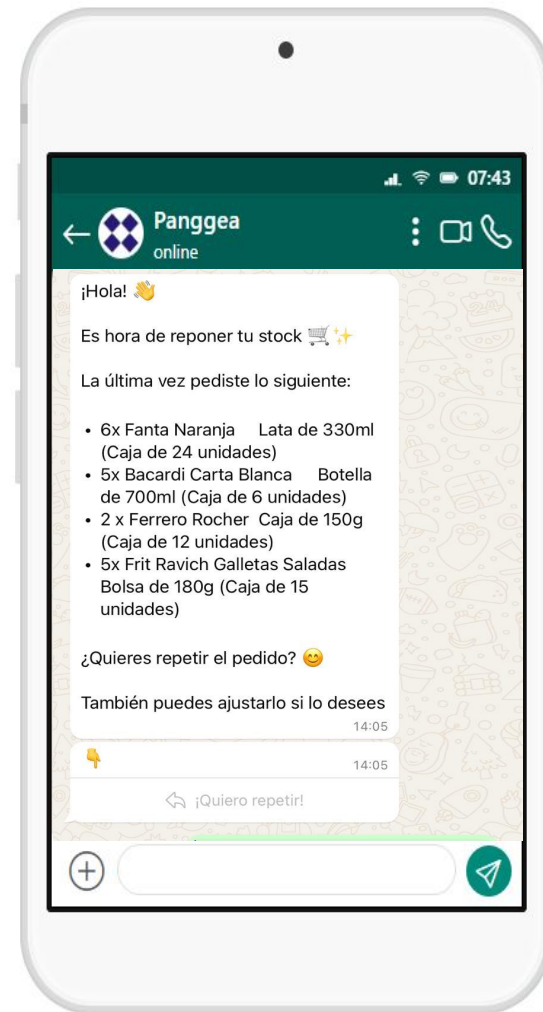 07:43
Panggea
online
¡Hola! 👋
Es hora de reponer tu stock 🛒✨
La última vez pediste lo siguiente:
• 6x Fanta Naranja Lata de 330ml
(Caja de 24 unidades)
• 5x Bacardi Carta Blanca Botella
de 700ml (Caja de 6 unidades)
• 2 x Ferrero Rocher Caja de 150g
(Caja de 12 unidades)
• 5x Frit Ravich Galletas Saladas
Bolsa de 180g (Caja de 15
unidades)
¿Quieres repetir el pedido? 😊
También puedes ajustarlo si lo desees
14:05
👇 14:05
¡Quiero repetir!